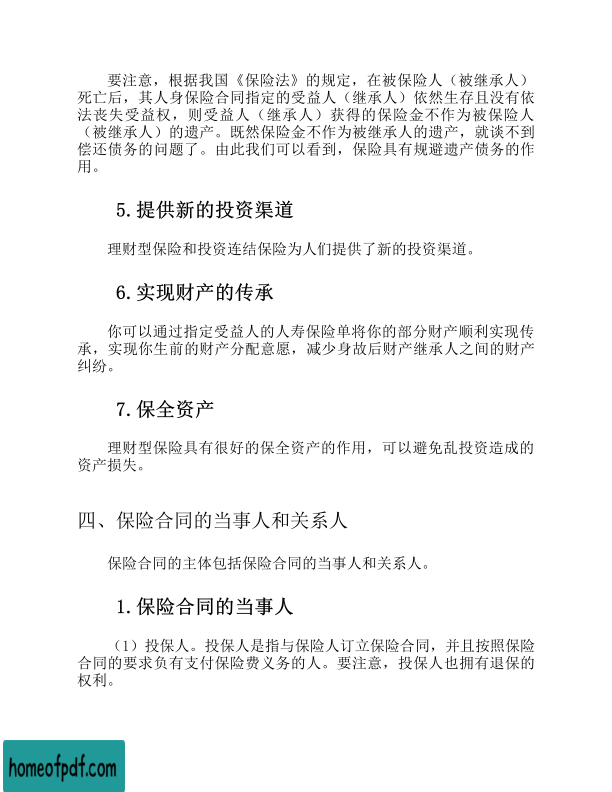 要注意，根据我国《保险法》的规定，在被保险人（被继承人）
死亡后，其人身保险合同指定的受益人（继承人）依然生存且没有依
法丧失受益权，则受益人（继承人）获得的保险金不作为被保险人
（被继承人）的遗产。既然保险金不作为被继承人的遗产，就谈不到
偿还债务的问题了。由此我们可以看到，保险具有规避遗产债务的作
用。
5.提供新的投资渠道
理财型保险和投资连结保险为人们提供了新的投资渠道。
6.实现财产的传承
你可以通过指定受益人的人寿保险单将你的部分财产顺利实现传
承，实现你生前的财产分配意愿，减少身故后财产继承人之间的财产
纠纷。
7.保全资产
理财型保险具有很好的保全资产的作用，可以避免乱投资造成的
资产损失。
四、保险合同的当事人和关系人
保险合同的主体包括保险合同的当事人和关系人。
1.保险合同的当事人
（1）投保人。投保人是指与保险人订立保险合同，并且按照保险
合同的要求负有支付保险费义务的人。要注意，投保人也拥有退保的
权利。
homeofpdf.com